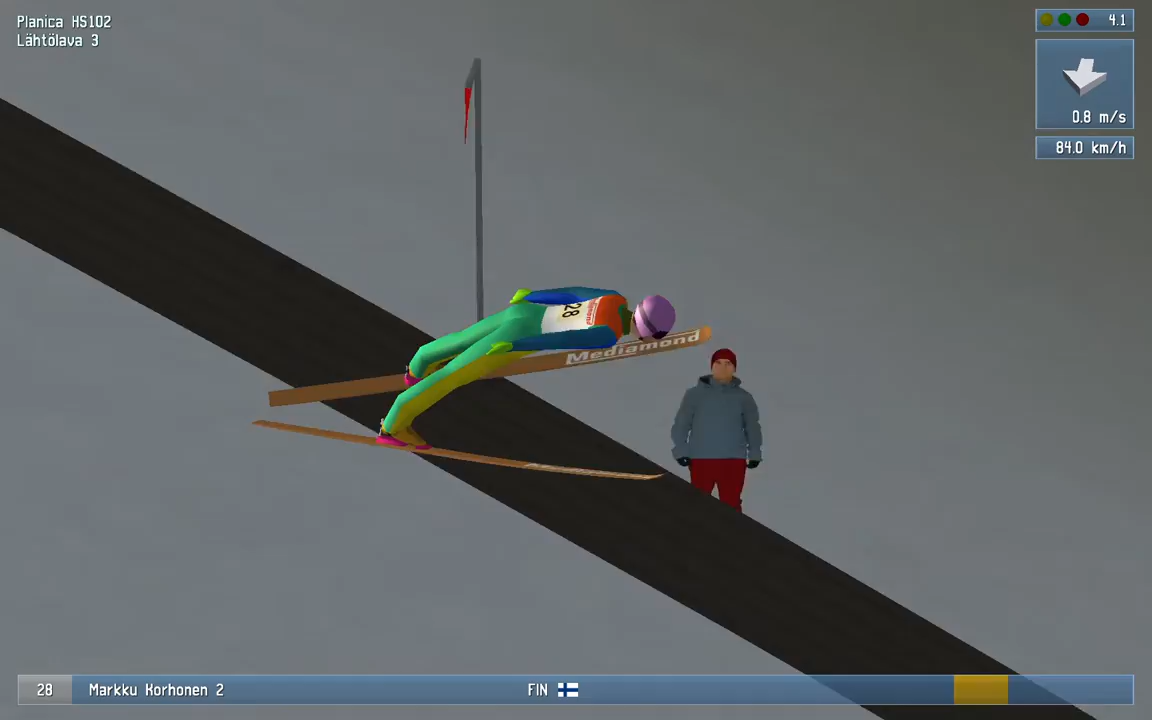 Planica HS102
Lähtölava 3
4.1
0.8 m/s
84.0 km/h
28
Mediamond
28 Markku Korhonen 2 FIN